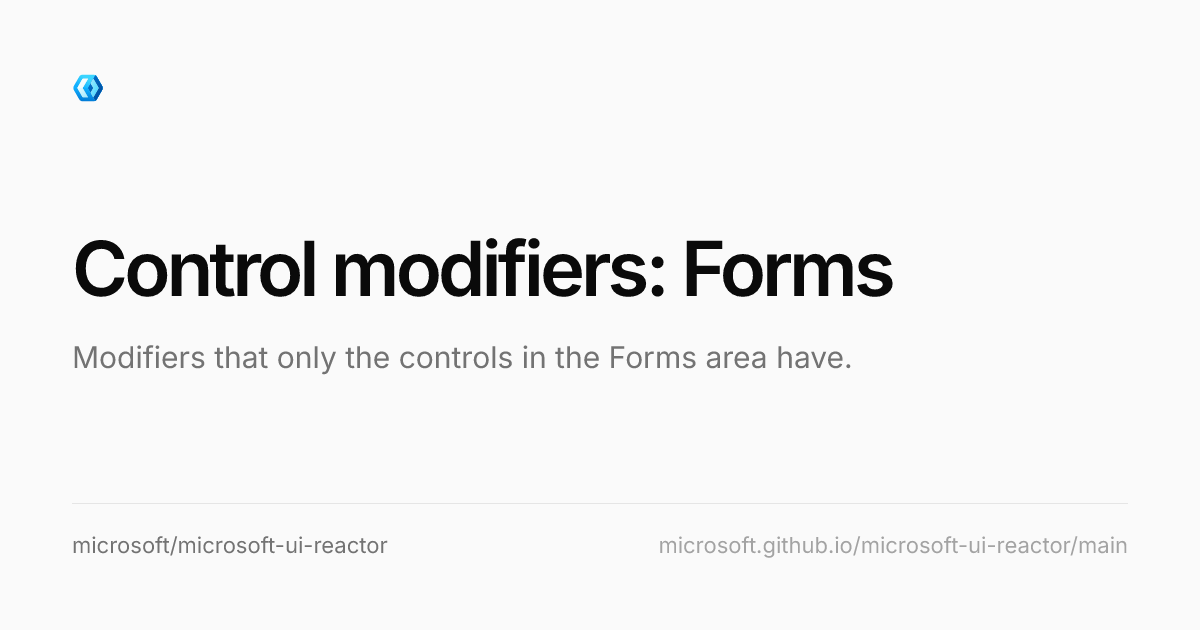 Control modifiers: Forms
Modifiers that only the controls in the Forms area have.
microsoft/microsoft-ui-reactor
microsoft.github.io/microsoft-ui-reactor/main